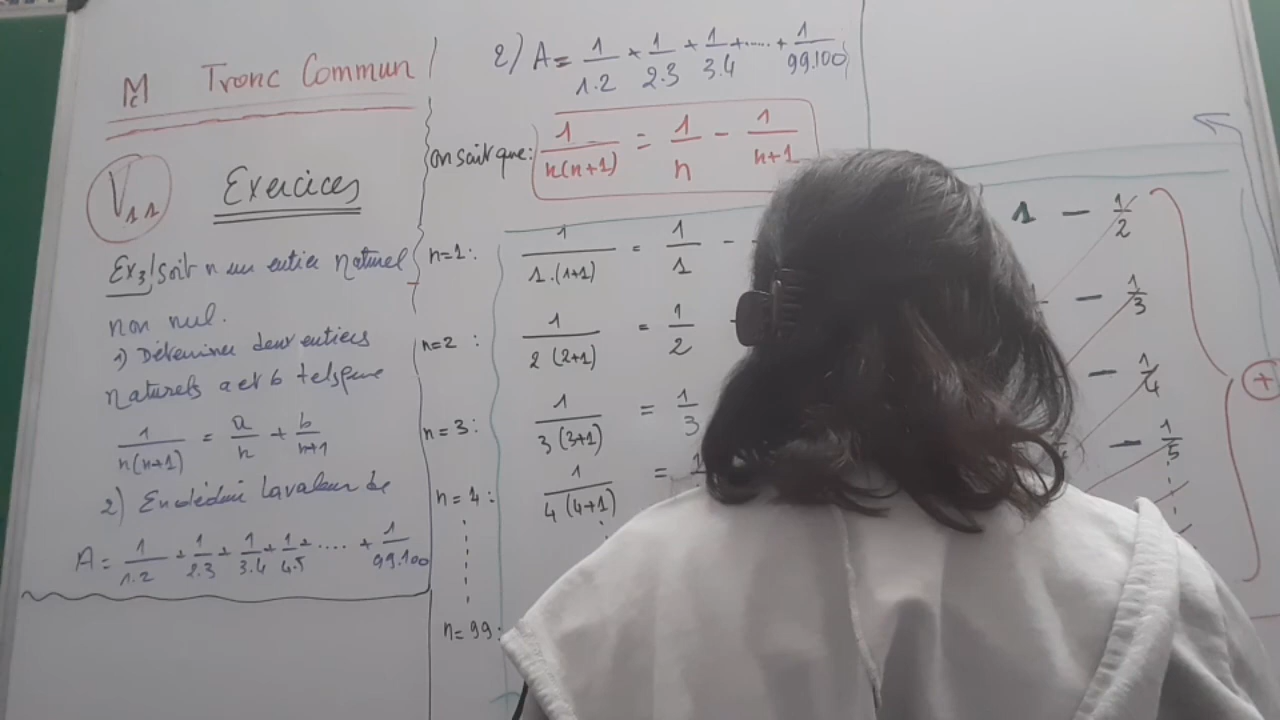 M Tronc Commun
V11
Exercices
Ex3/ Soit n un entier naturel
non nul.
1) Déterminer deux entiers
naturels a et b tels que
1/n(n+1) = a/n + b/n+1
2) En déduire la valeur de
A = 1/1.2 + 1/2.3 + 1/3.4 + 1/4.5 + .... + 1/99.100
2) A = 1/1.2 + 1/2.3 + 1/3.4 + ..... + 1/99.100
On sait que: 1/n(n+1) = 1/n - 1/n+1
n=1: 1/1.(1+1) = 1/1 - 1 - 1/2
n=2: 1/2(2+1) = 1/2 - - 1/3
n=3: 1/3(3+1) = 1/3 - 1/4
n=4: 1/4(4+1) = 1 - 1/5
n=99:
+